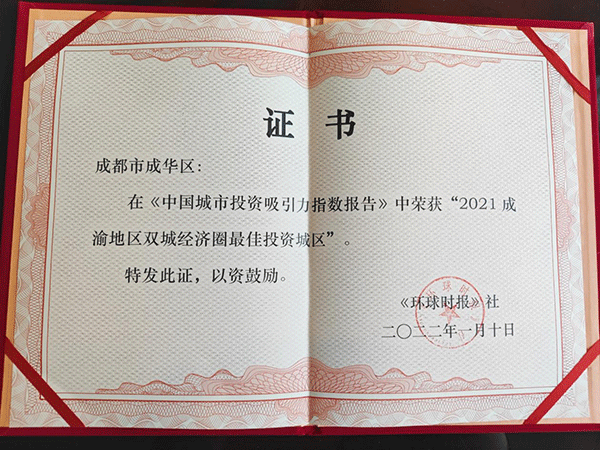 证书
成都市成华区：
在《中国城市投资吸引力指数报告》中荣获“2021成
渝地区双城经济圈最佳投资城区”。
特发此证，以资鼓励。
《环球时报》社
二〇二二年一月十日